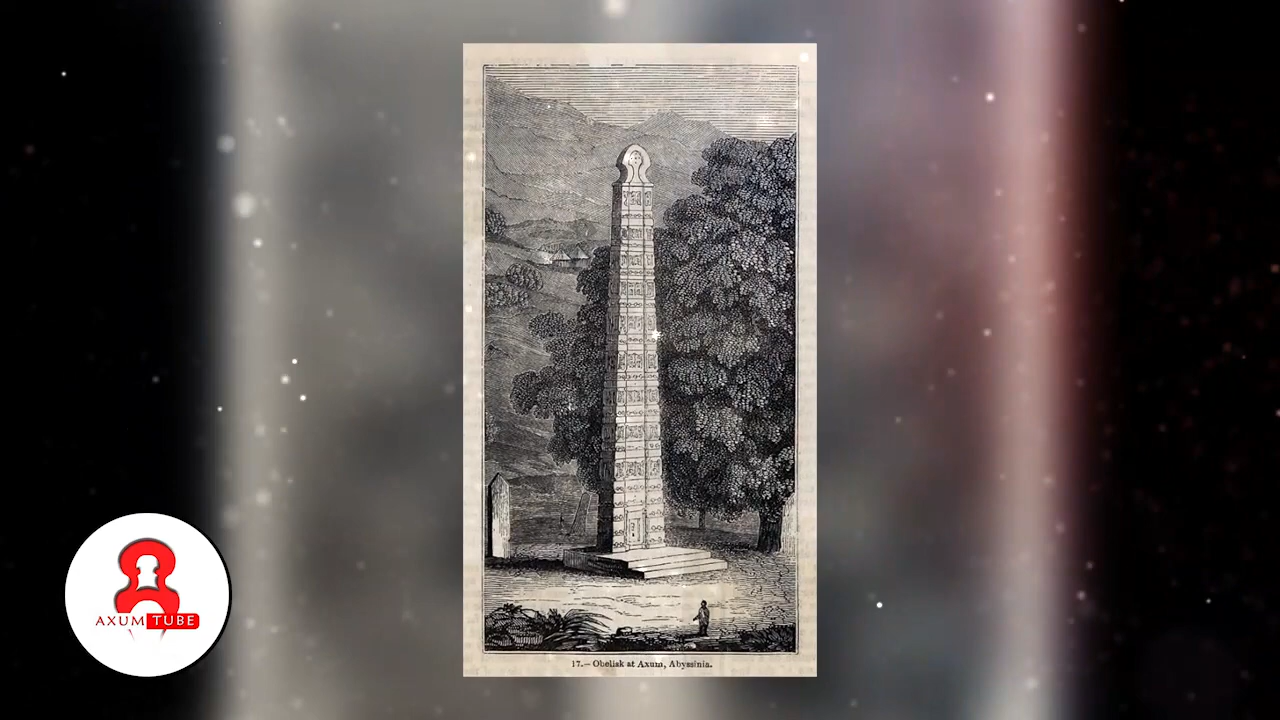 AXUM TUBE
17.— Obelisk at Axum, Abyssinia.